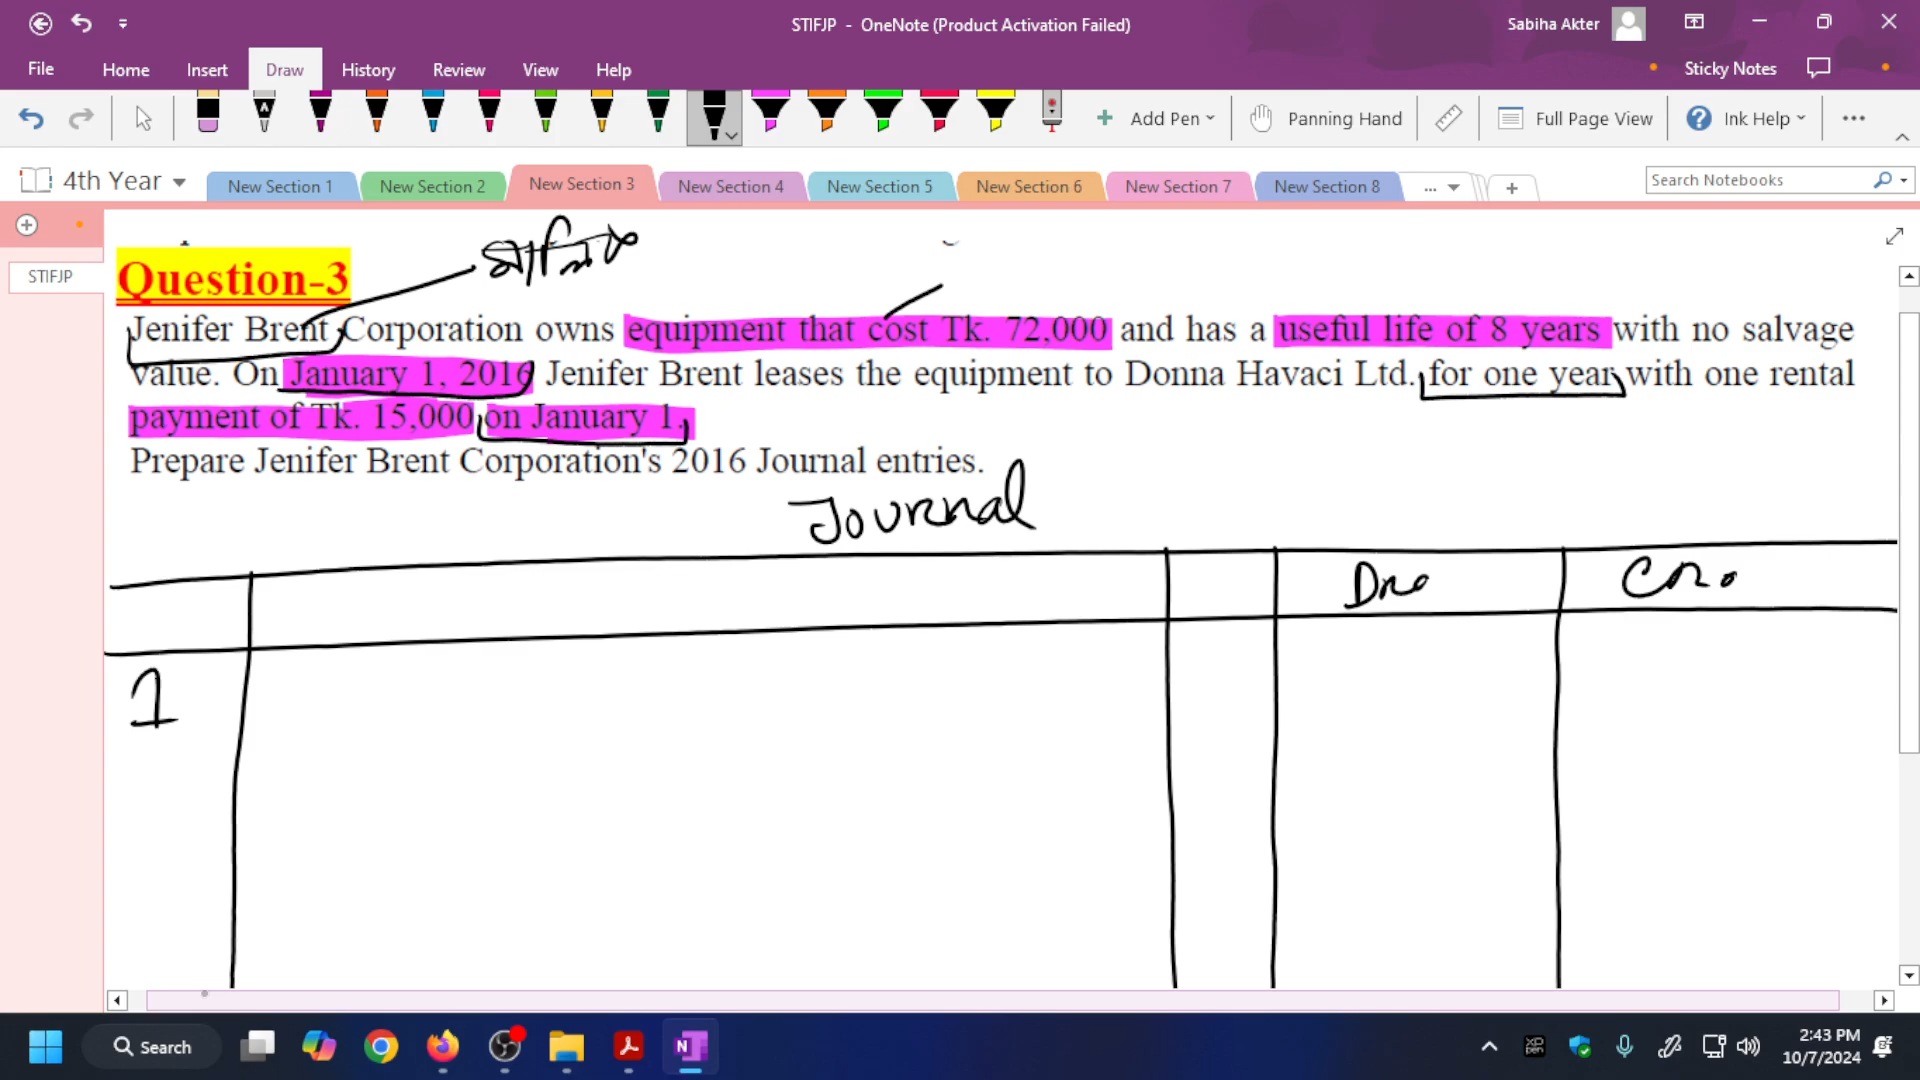 STIFJP - OneNote (Product Activation Failed)
Sabiha Akter
File Home Insert Draw History Review View Help
Sticky Notes
A
+ Add Pen Panning Hand Full Page View ? Ink Help ...
4th Year New Section 1 New Section 2 New Section 3 New Section 4 New Section 5 New Section 6 New Section 7 New Section 8 ... +
Search Notebooks
STIFJP
মালিক
Question-3
Jenifer Brent Corporation owns equipment that cost Tk. 72,000 and has a useful life of 8 years with no salvage
value. On January 1, 2016 Jenifer Brent leases the equipment to Donna Havaci Ltd. for one year with one rental
payment of Tk. 15,000 on January 1.
Prepare Jenifer Brent Corporation's 2016 Journal entries.
Journal
Dr. Cr.
1
Search
2:43 PM
10/7/2024